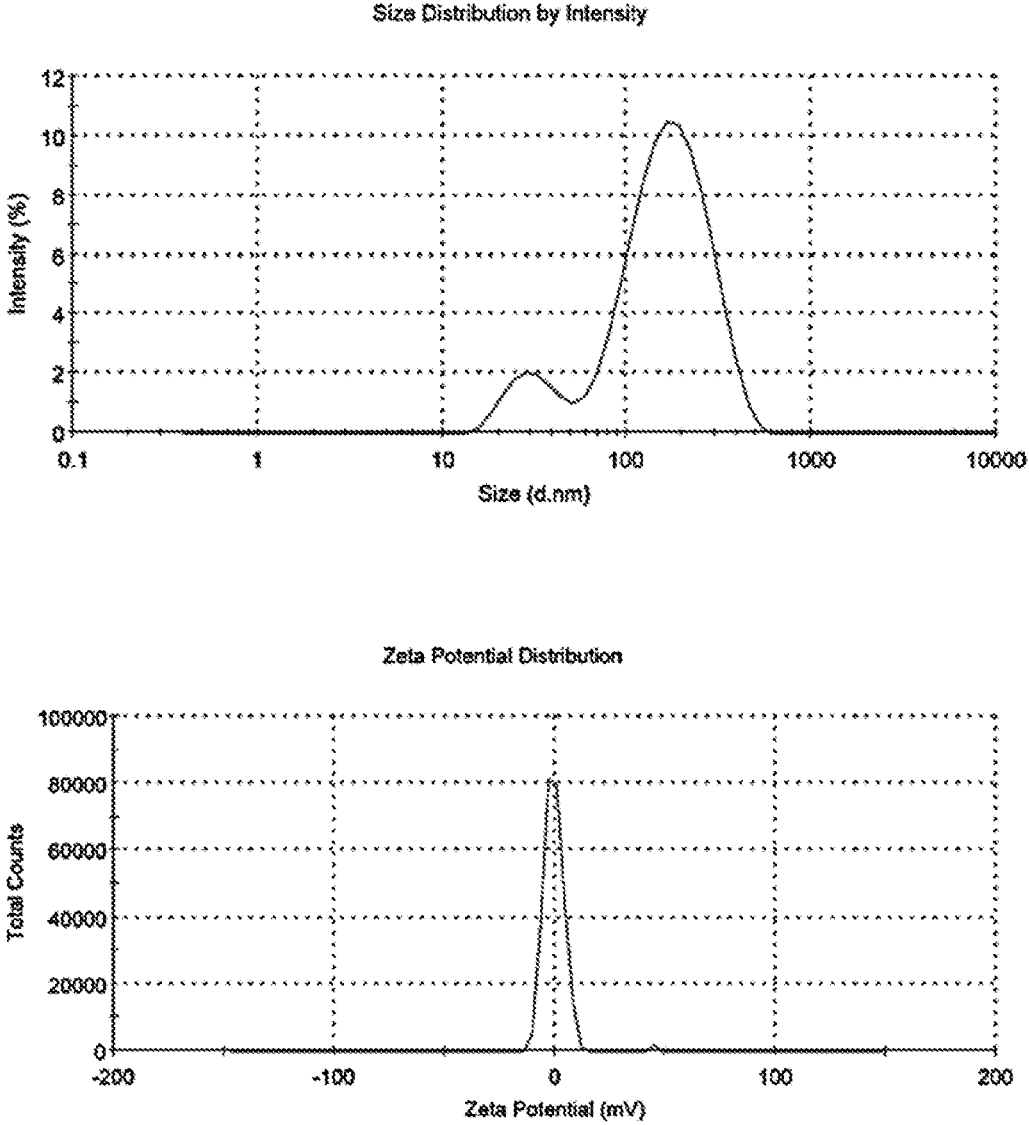 Size Distribution by Intensity
12
10
8
6
4
2
0
Intensity (%)
0.1 1 10 100 1000 10000
Size (d.nm)
Zeta Potential Distribution
100000
80000
60000
40000
20000
0
Total Counts
-200 -100 0 100 200
Zeta Potential (mV)